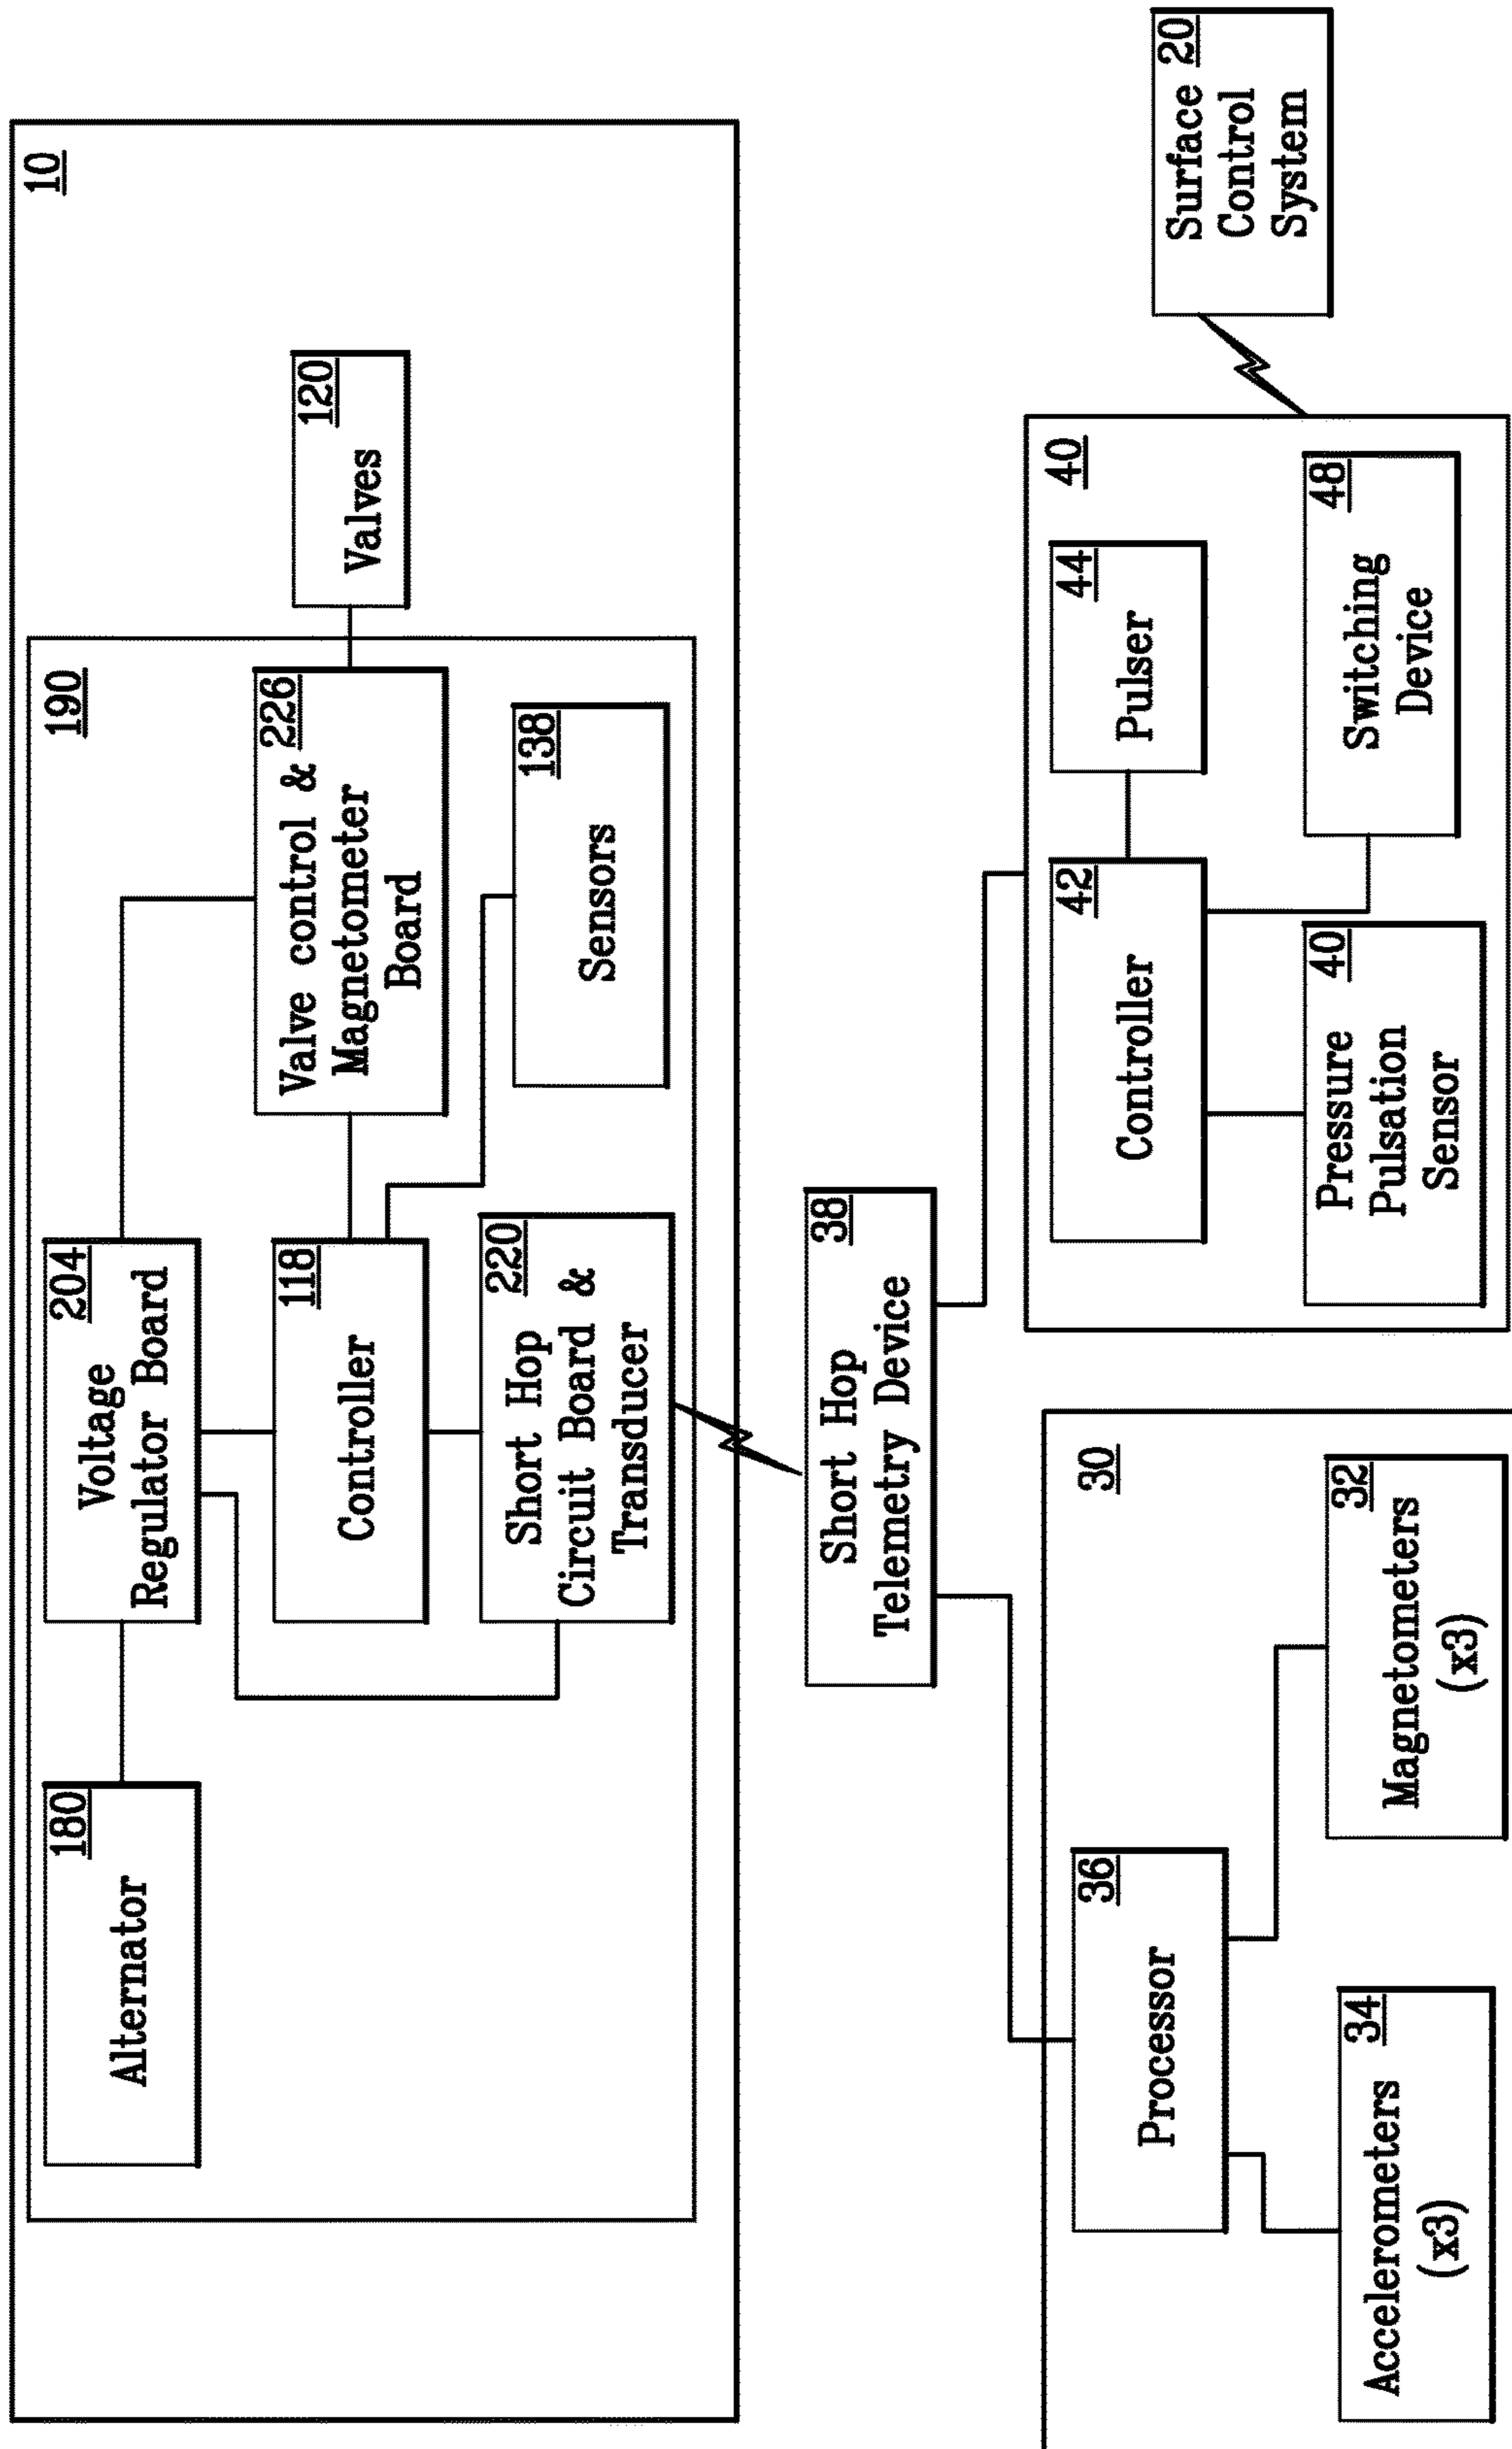 10
190
Alternator 180
Voltage 204
Regulator Board
Controller 118
Short Hop 220
Circuit Board &
Transducer
Valve control & 226
Magnetometer
Board
Sensors 138
Valves 120
Short Hop 38
Telemetry Device
30
Processor 36
Accelerometers 34
(x3)
Magnetometers 32
(x3)
40
Controller 42
Pulser 44
Pressure 40
Pulsation
Sensor
Switching 48
Device
Surface 20
Control
System